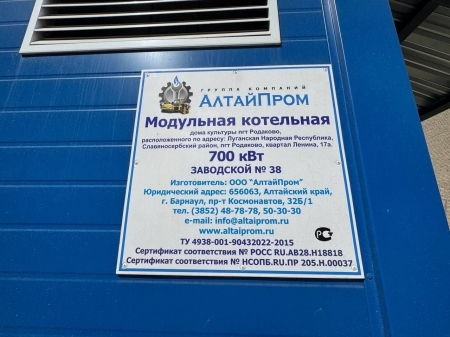 ГРУППА КОМПАНИЙ
АЛТАЙПРОМ
Модульная котельная
дома культуры пгт Родаково,
расположенного по адресу: Луганская Народная Республика,
Славяносербский район, пгт Родаково, квартал Ленина, 17а.
700 кВт
ЗАВОДСКОЙ № 38
Изготовитель: ООО "АлтайПром"
Юридический адрес: 656063, Алтайский край,
г. Барнаул, пр-т Космонавтов, 32Б/1
тел. (3852) 48-78-78, 50-30-30
e-mail: info@altaiprom.ru
www.altaiprom.ru
ТУ 4938-001-90432022-2015
Сертификат соответствия № РОСС RU.АВ28.Н18818
Сертификат соответствия № НСОПБ.RU.ПР 205.Н.00037